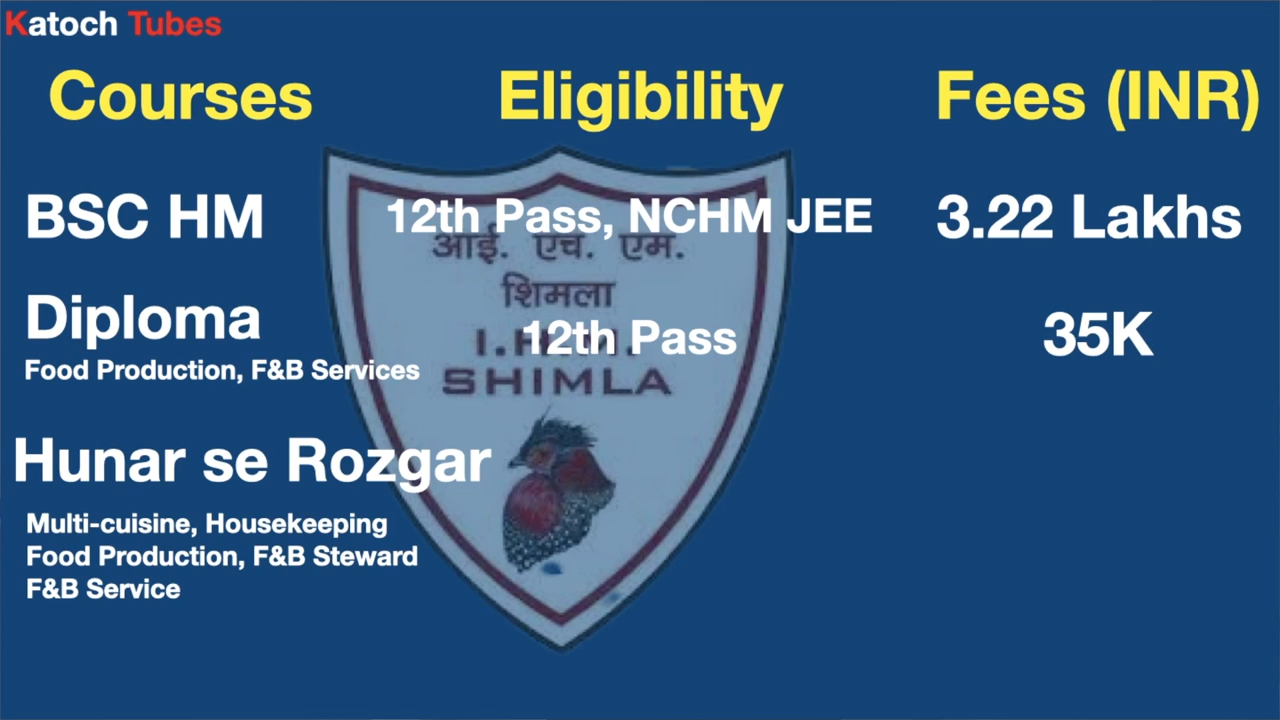 Katoch Tubes
Courses Eligibility Fees (INR)
BSC HM 12th Pass, NCHM JEE 3.22 Lakhs
आई. एच. एम.
शिमला
Diploma 12th Pass 35K
Food Production, F&B Services
I.H.M.
SHIMLA
Hunar se Rozgar
Multi-cuisine, Housekeeping
Food Production, F&B Steward
F&B Service